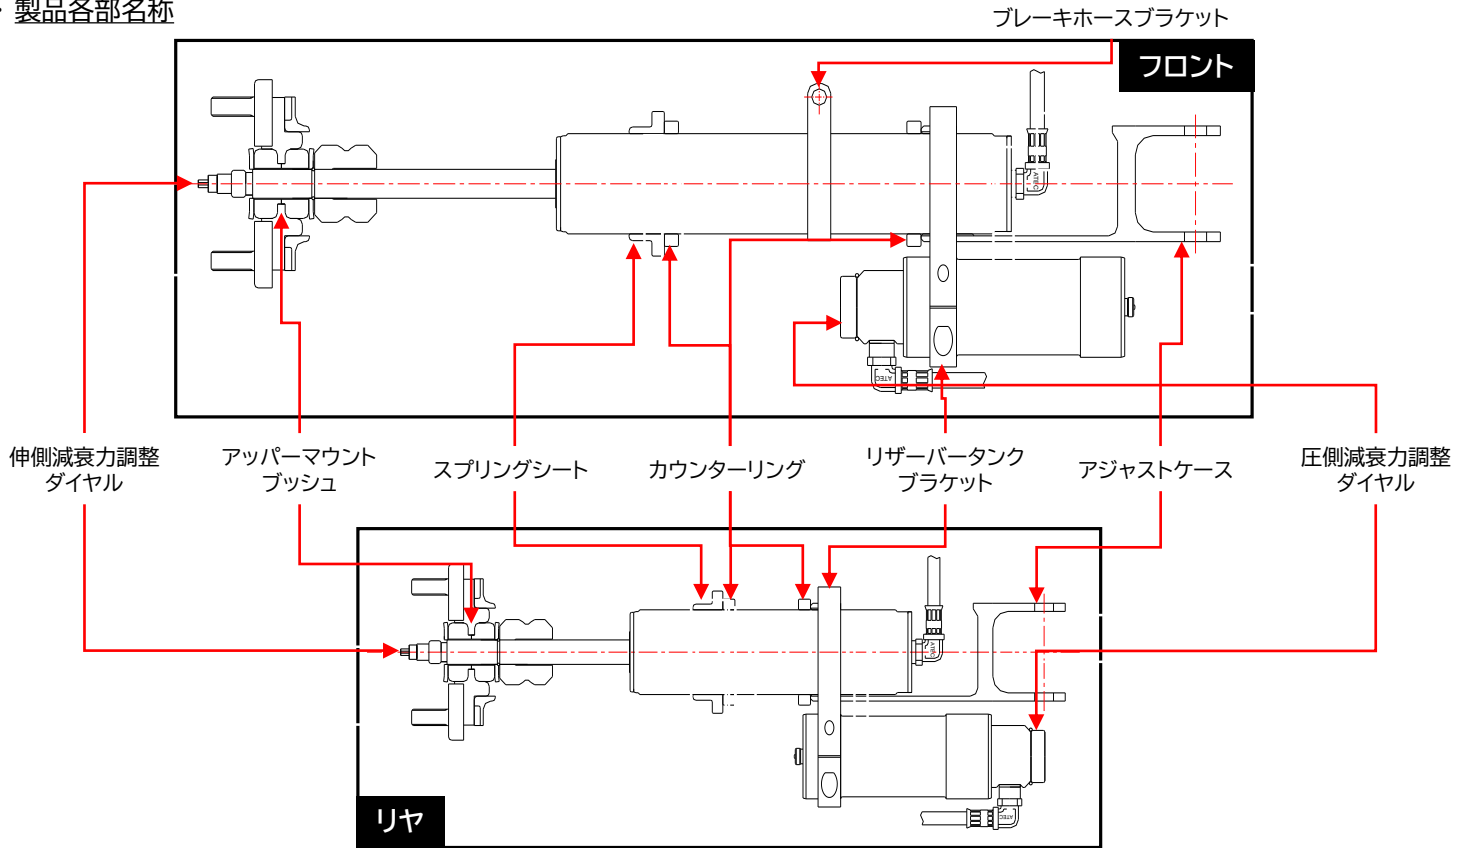 ・製品各部名称
ブレーキホースブラケット
フロント
ATEC
ATEC
伸側減衰力調整
ダイヤル
アッパーマウント
ブッシュ
スプリングシート
カウンターリング
リザーバータンク
ブラケット
アジャストケース
圧側減衰力調整
ダイヤル
ATEC
ATEC
リヤ